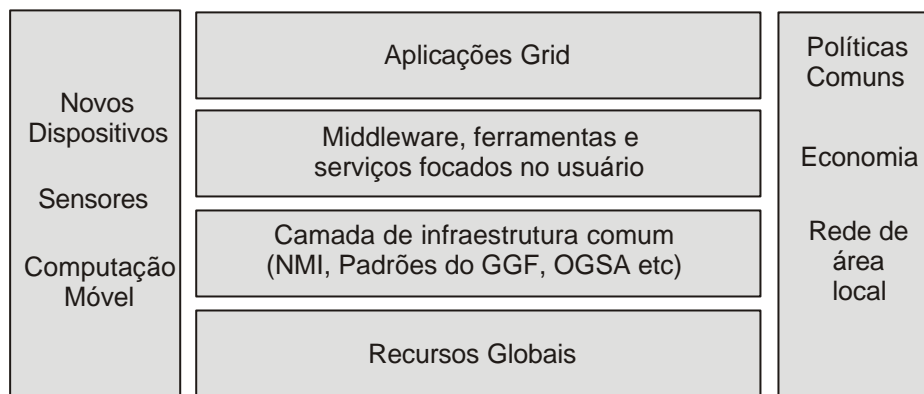 Novos
Dispositivos
Sensores
Computação
Móvel
Aplicações Grid
Middleware, ferramentas e
serviços focados no usuário
Camada de infraestrutura comum
(NMI, Padrões do GGF, OGSA etc)
Recursos Globais
Políticas
Comuns
Economia
Rede de
área
local